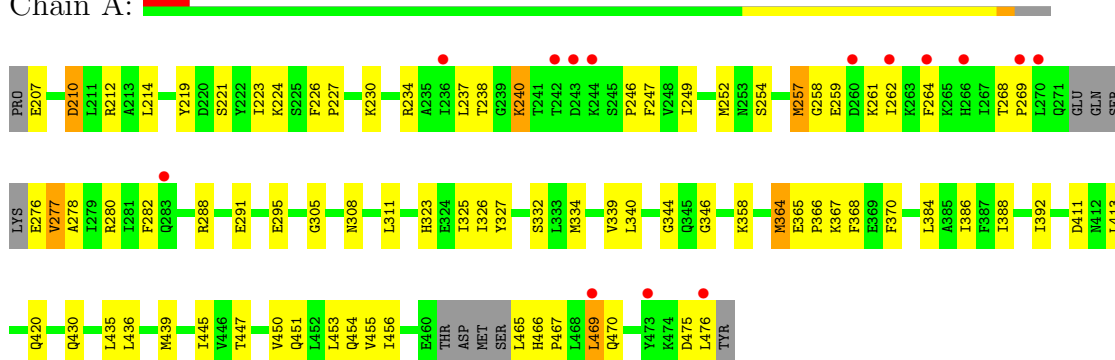 Chain A:
PRO E207 D210 L211 R212 A213 L214 Y219 D220 S221 Y222 I223 K224 S225 F226 P227 K230 R234 A235 I236 L237 T238 G239 K240 T241 T242 D243 K244 S245 P246 F247 V248 I249 M252 N253 S254 M257 G258 E259 D260 K261 I262 K263 F264 K265 H266 I267 T268 P269 L270 Q271 GLU GLN SER
LYS E276 V277 A278 I279 R280 I281 F282 Q283 R288 E291 E295 G305 N308 L311 H323 E324 I325 I326 Y327 S332 L333 M334 V339 L340 G344 Q345 G346 K358 M364 E365 P366 K367 F368 E369 F370 L384 A385 I386 F387 I388 I392 D411 N412 L413
Q420 Q430 L435 L436 M439 I445 V446 T447 V450 Q451 L452 L453 Q454 V455 I456 E460 THR ASP MET SER L465 H466 P467 L468 L469 Q470 Y473 K474 D475 L476 TYR